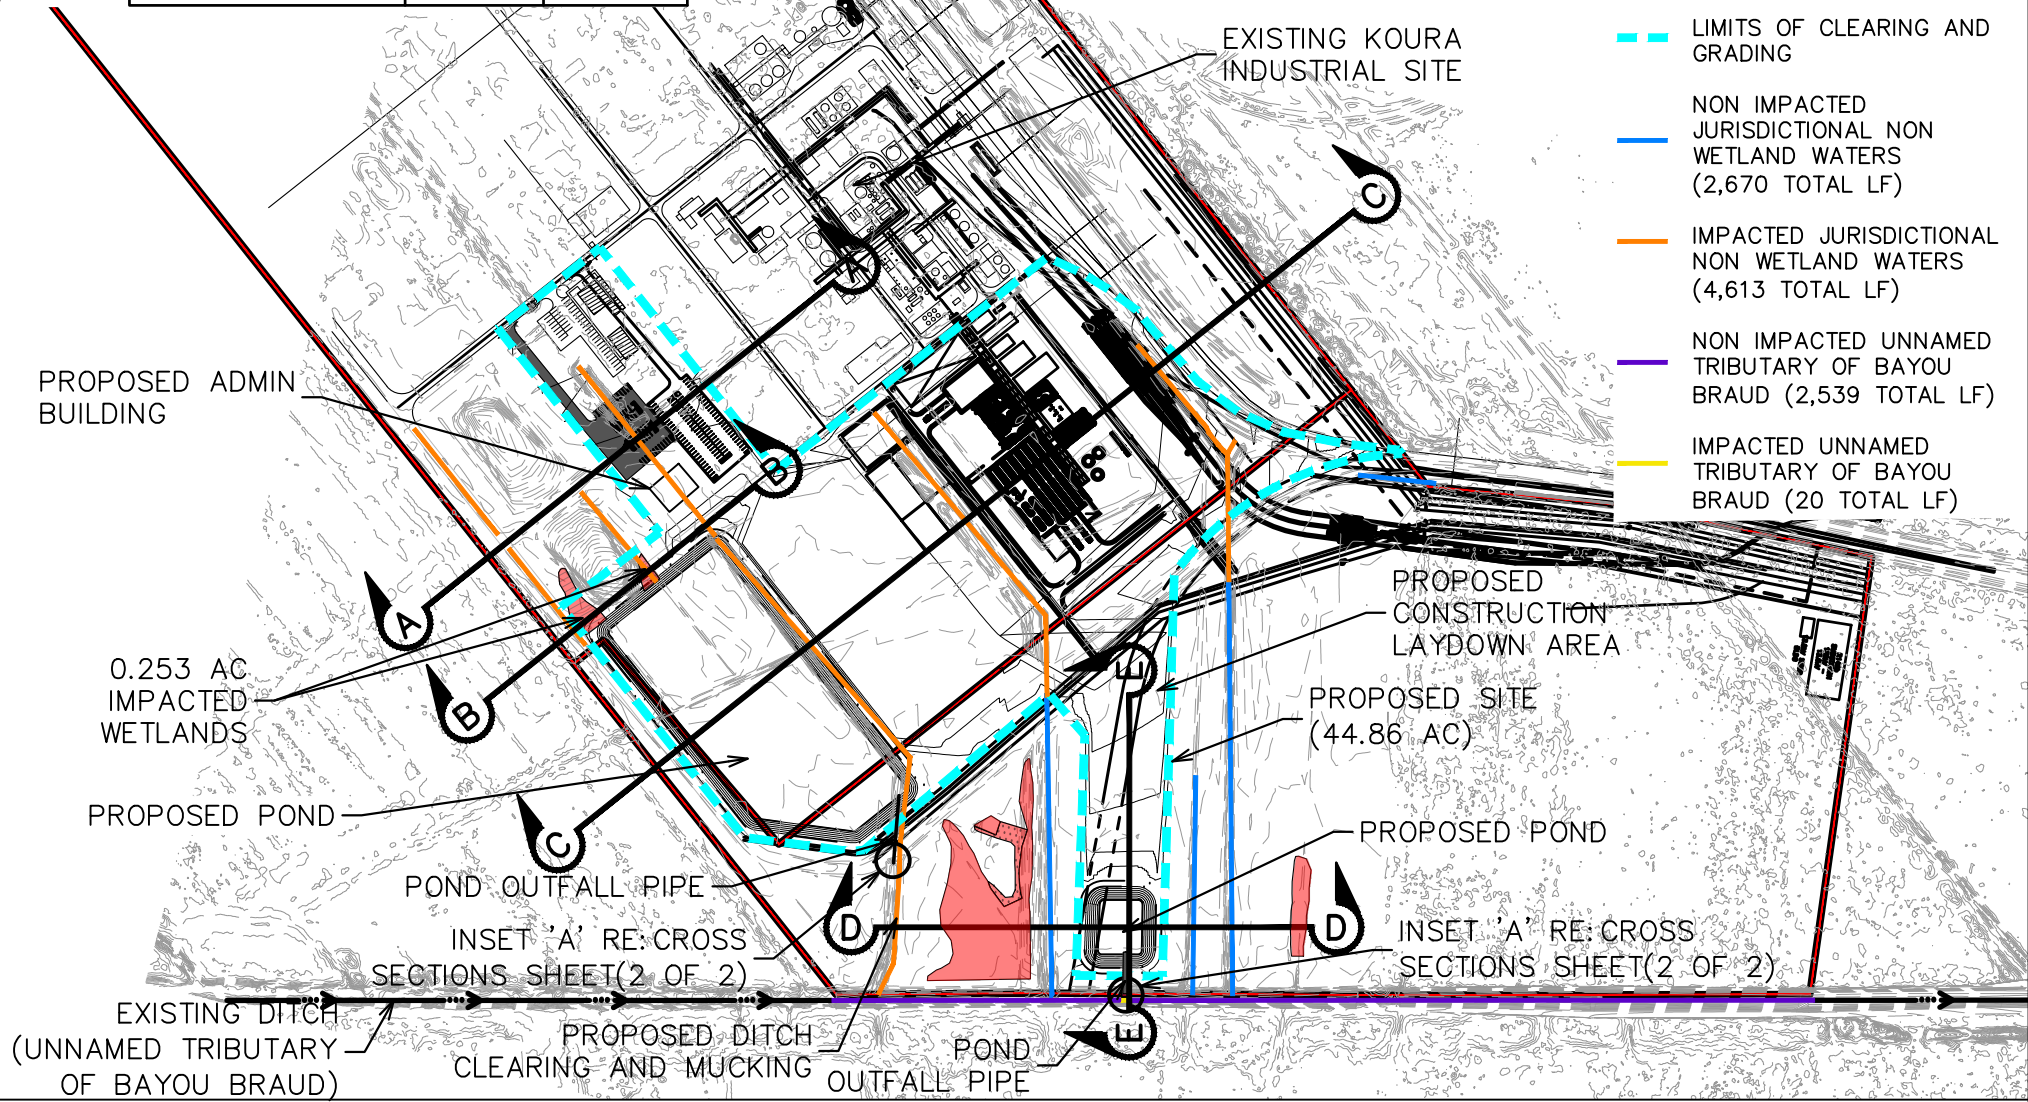 EXISTING KOURA
INDUSTRIAL SITE
LIMITS OF CLEARING AND
GRADING
NON IMPACTED
JURISDICTIONAL NON
WETLAND WATERS
(2,670 TOTAL LF)
IMPACTED JURISDICTIONAL
NON WETLAND WATERS
(4,613 TOTAL LF)
NON IMPACTED UNNAMED
TRIBUTARY OF BAYOU
BRAUD (2,539 TOTAL LF)
IMPACTED UNNAMED
TRIBUTARY OF BAYOU
BRAUD (20 TOTAL LF)
C
A
PROPOSED ADMIN
BUILDING
B
A
0.253 AC
IMPACTED
WETLANDS
B
PROPOSED
CONSTRUCTION
LAYDOWN AREA
E
PROPOSED SITE
(44.86 AC)
PROPOSED POND
C
PROPOSED POND
POND OUTFALL PIPE
D
D
INSET 'A' RE: CROSS
SECTIONS SHEET(2 OF 2)
INSET 'A' RE: CROSS
SECTIONS SHEET(2 OF 2)
EXISTING DITCH
(UNNAMED TRIBUTARY
OF BAYOU BRAUD)
PROPOSED DITCH
CLEARING AND MUCKING
POND
OUTFALL PIPE
E